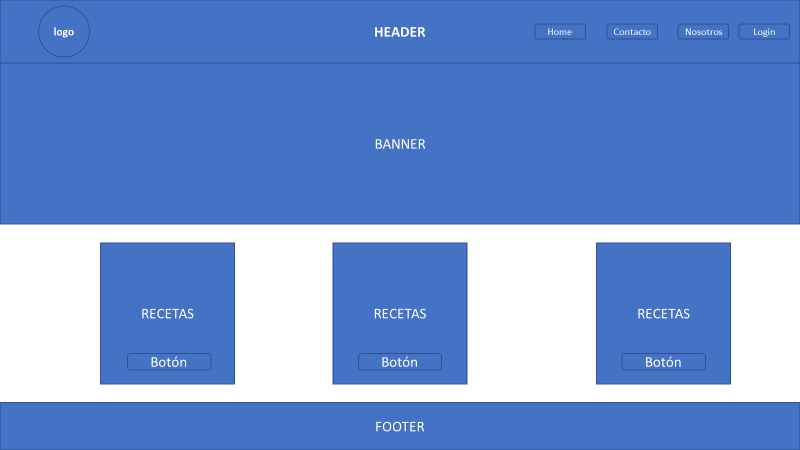 logo
HEADER
Home
Contacto
Nosotros
Login
BANNER
RECETAS
Botón
RECETAS
Botón
RECETAS
Botón
FOOTER